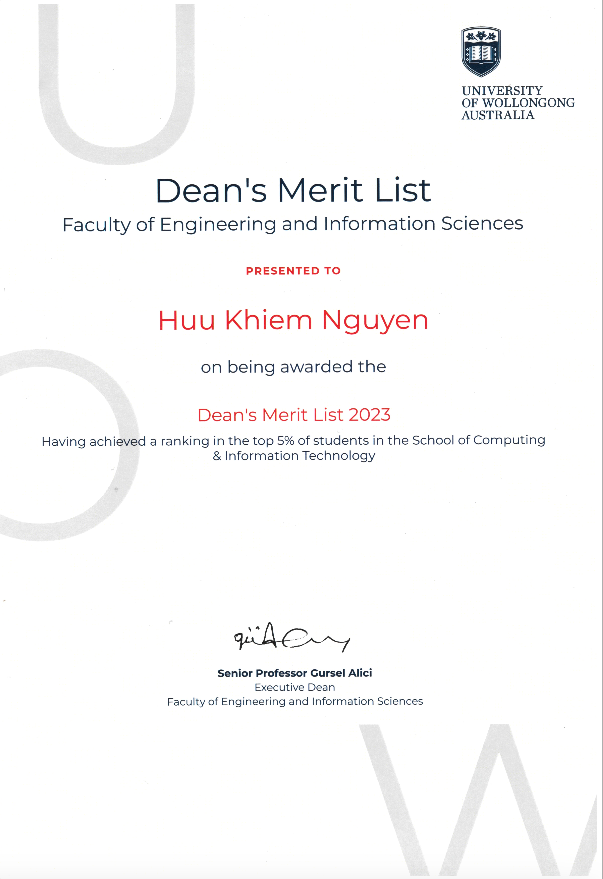 UNIVERSITY
OF WOLLONGONG
AUSTRALIA
Dean's Merit List
Faculty of Engineering and Information Sciences
PRESENTED TO
Huu Khiem Nguyen
on being awarded the
Dean's Merit List 2023
Having achieved a ranking in the top 5% of students in the School of Computing
& Information Technology
Senior Professor Gursel Alici
Executive Dean
Faculty of Engineering and Information Sciences
U
O
W